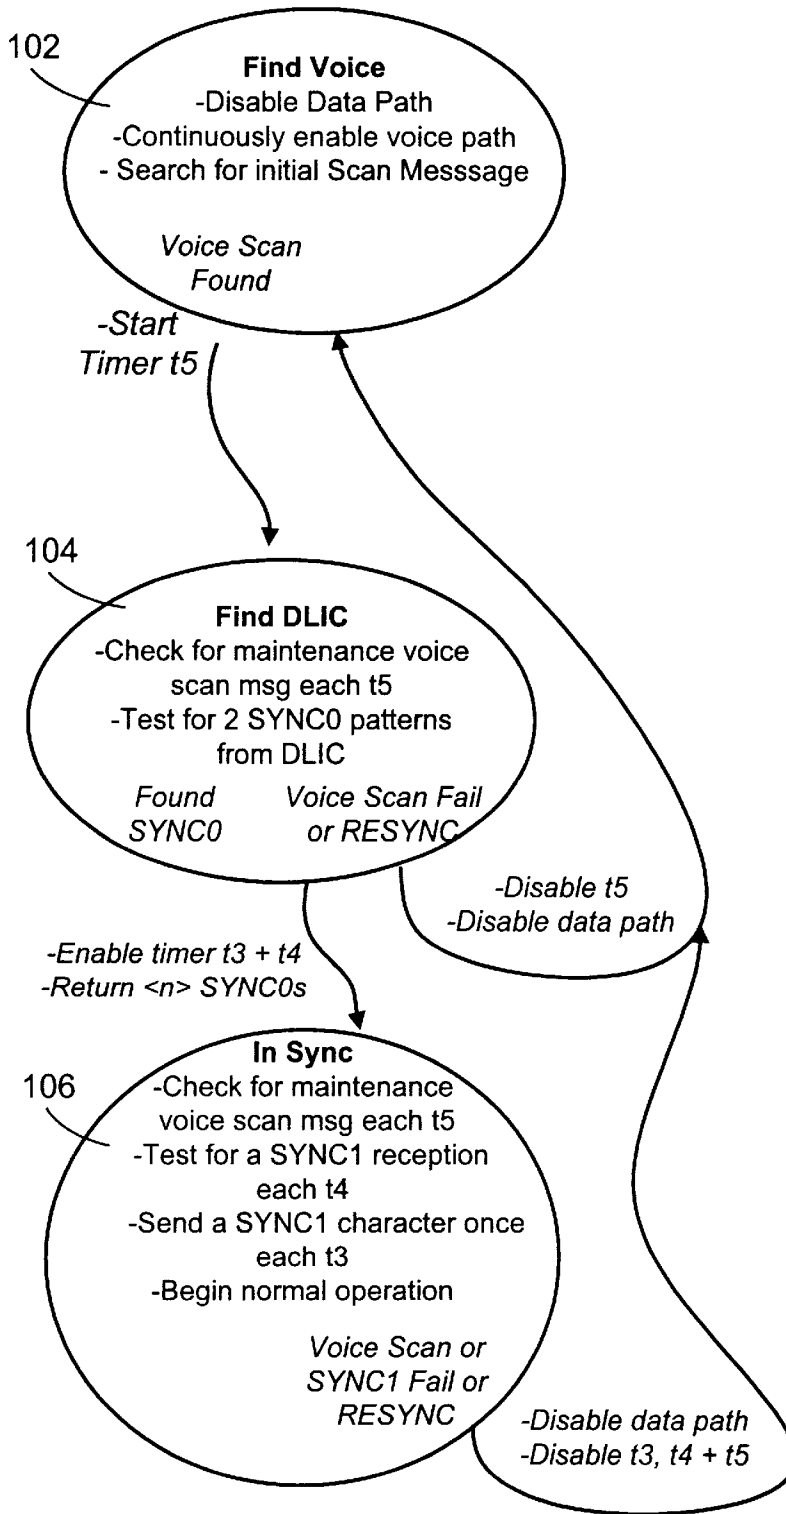 102
Find Voice
-Disable Data Path
-Continuously enable voice path
- Search for initial Scan Messsage
Voice Scan
Found
-Start
Timer t5
104
Find DLIC
-Check for maintenance voice
scan msg each t5
-Test for 2 SYNC0 patterns
from DLIC
Found
SYNC0
Voice Scan Fail
or RESYNC
-Disable t5
-Disable data path
-Enable timer t3 + t4
-Return <n> SYNC0s
106
In Sync
-Check for maintenance
voice scan msg each t5
-Test for a SYNC1 reception
each t4
-Send a SYNC1 character once
each t3
-Begin normal operation
Voice Scan or
SYNC1 Fail or
RESYNC
-Disable data path
-Disable t3, t4 + t5